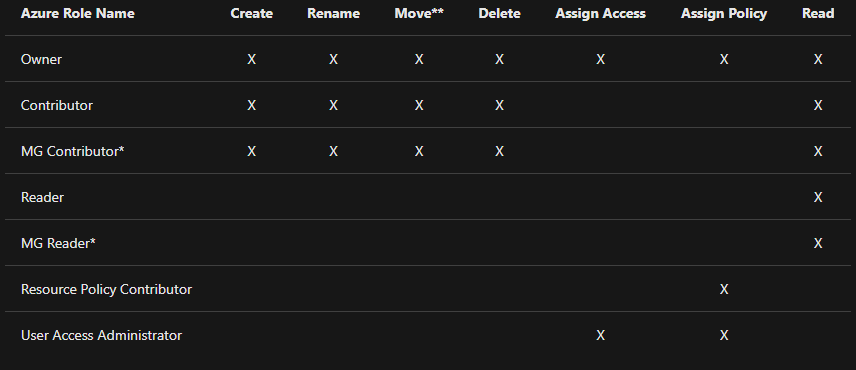 Azure Role Name Create Rename Move** Delete Assign Access Assign Policy Read
Owner X X X X X X X
Contributor X X X X X
MG Contributor* X X X X X
Reader X
MG Reader* X
Resource Policy Contributor X
User Access Administrator X X